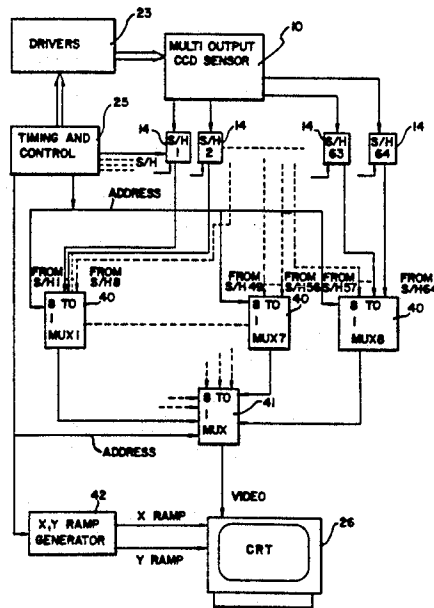 23
DRIVERS
MULTI OUTPUT
CCD SENSOR
10
25
TIMING AND
CONTROL
S/H
14
S/H
1
14
S/H
2
14
S/H
63
14
S/H
64
ADDRESS
FROM
S/H1
FROM
S/H8
FROM
S/H49
FROM
S/H56
FROM
S/H57
FROM
S/H64
8 TO
1
MUX1
40
8 TO
1
MUX7
40
8 TO
1
MUX8
40
8 TO
1
MUX
41
ADDRESS
VIDEO
42
X,Y RAMP
GENERATOR
X RAMP
Y RAMP
CRT
26